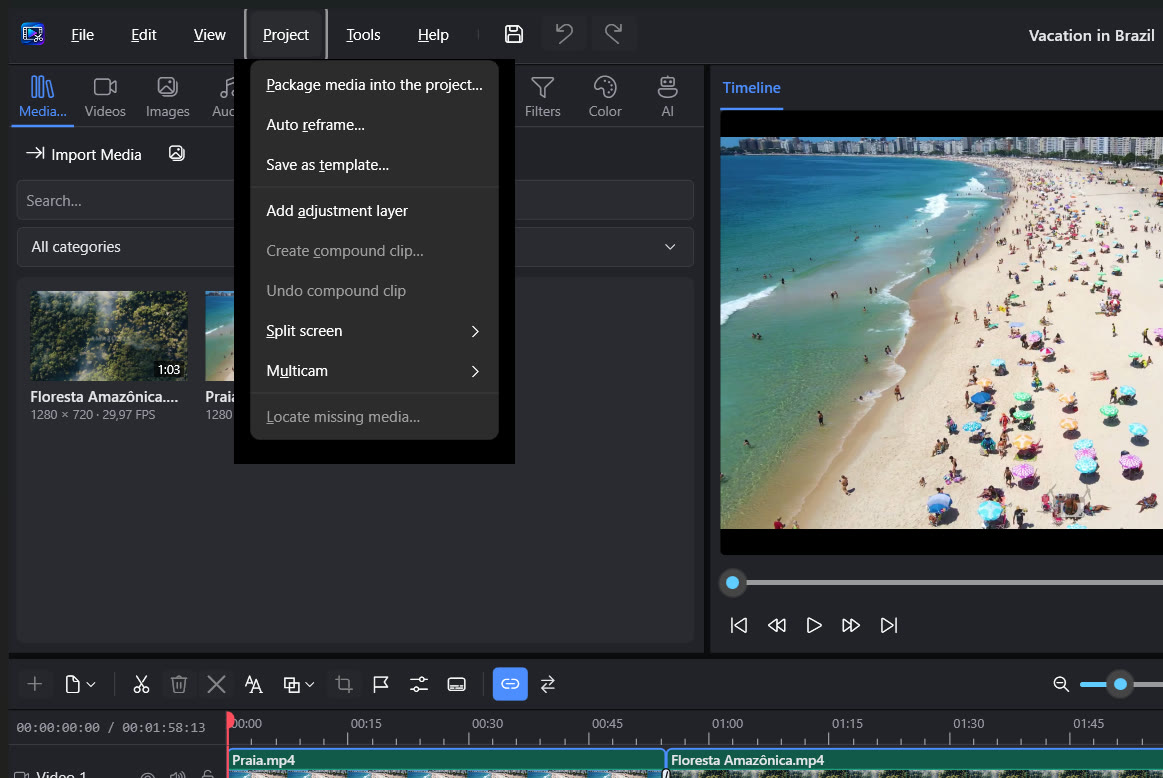 File Edit View Project Tools Help
Vacation in Brazil
Media... Videos Images Filters Color AI
Timeline
Import Media
Search...
All categories
1:03
Floresta Amazônica....
1280 × 720 · 29,97 FPS
1280
Package media into the project...
Auto reframe...
Save as template...
Add adjustment layer
Create compound clip...
Undo compound clip
Split screen
Multicam
Locate missing media...
00:00:00:00 / 00:01:58:13
00:00 00:15 00:30 00:45 01:00 01:15 01:30 01:45
Video 1
Praia.mp4
Floresta Amazônica.mp4